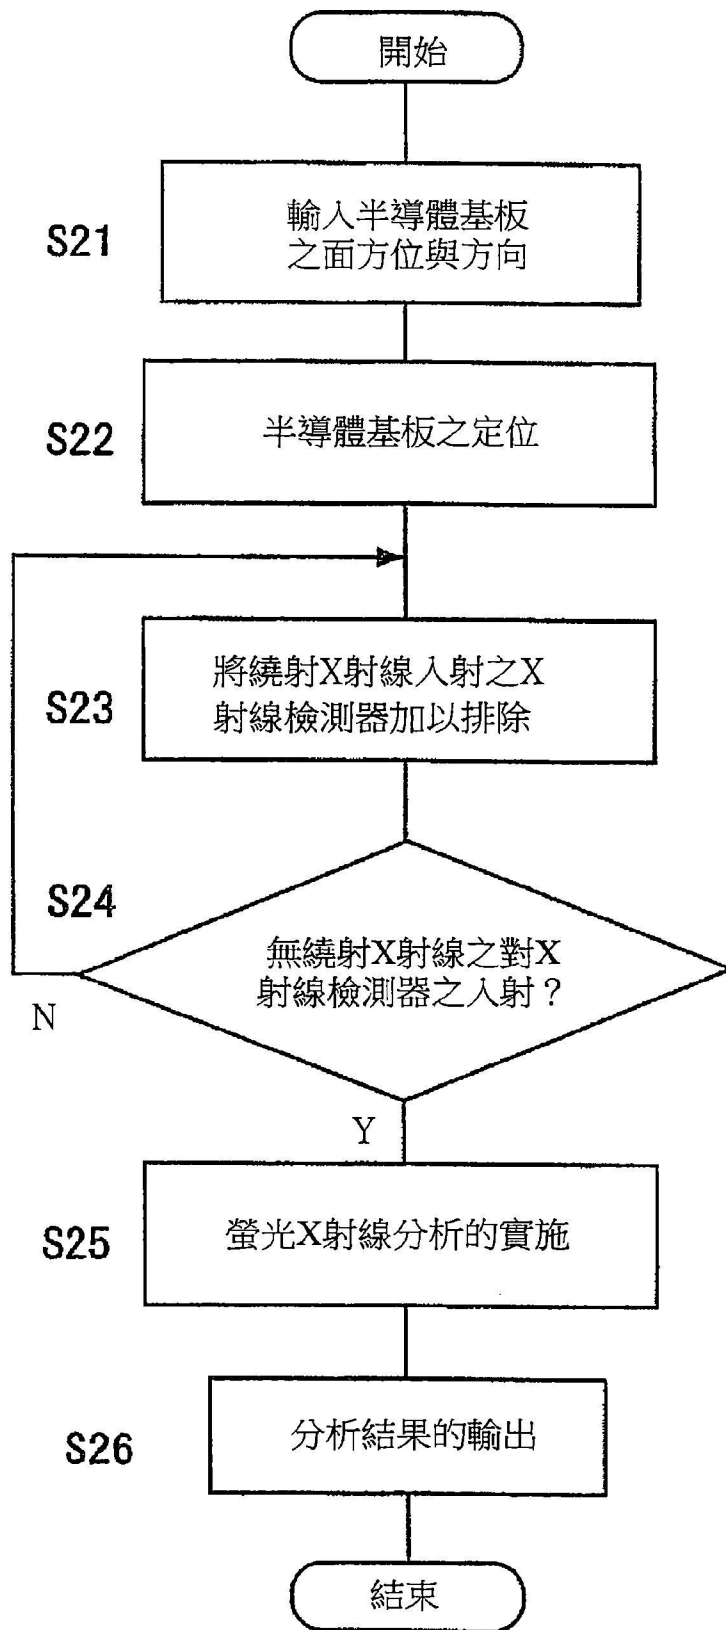 開始
S21
輸入半導體基板
之面方位與方向
S22
半導體基板之定位
S23
將繞射X射線入射之X
射線檢測器加以排除
S24
無繞射X射線之對X
射線檢測器之入射？
N
Y
S25
螢光X射線分析的實施
S26
分析結果的輸出
結束